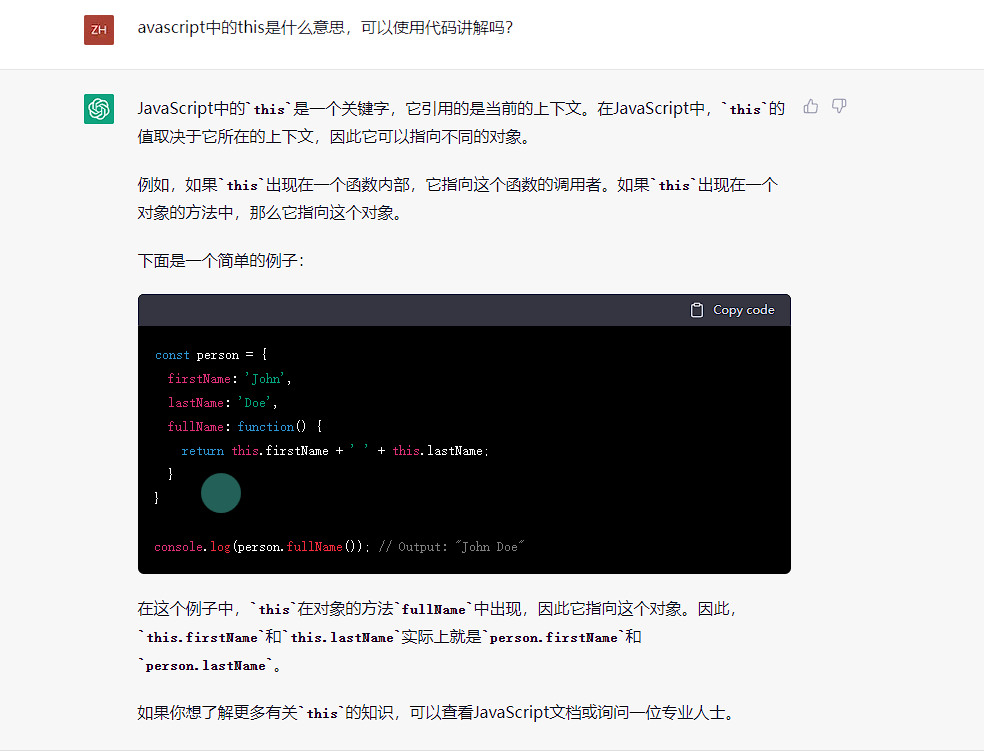 ZH
avascript中的this是什么意思，可以使用代码讲解吗？
JavaScript中的`this`是一个关键字，它引用的是当前的上下文。在JavaScript中，`this`的
值取决于它所在的上下文，因此它可以指向不同的对象。
例如，如果`this`出现在一个函数内部，它指向这个函数的调用者。如果`this`出现在一个
对象的方法中，那么它指向这个对象。
下面是一个简单的例子：
Copy code
const person = {
  firstName: 'John',
  lastName: 'Doe',
  fullName: function() {
    return this.firstName + ' ' + this.lastName;
  }
}
console.log(person.fullName()); // Output: "John Doe"
在这个例子中，`this`在对象的方法`fullName`中出现，因此它指向这个对象。因此，
`this.firstName`和`this.lastName`实际上就是`person.firstName`和
`person.lastName`。
如果你想了解更多有关`this`的知识，可以查看JavaScript文档或询问一位专业人士。